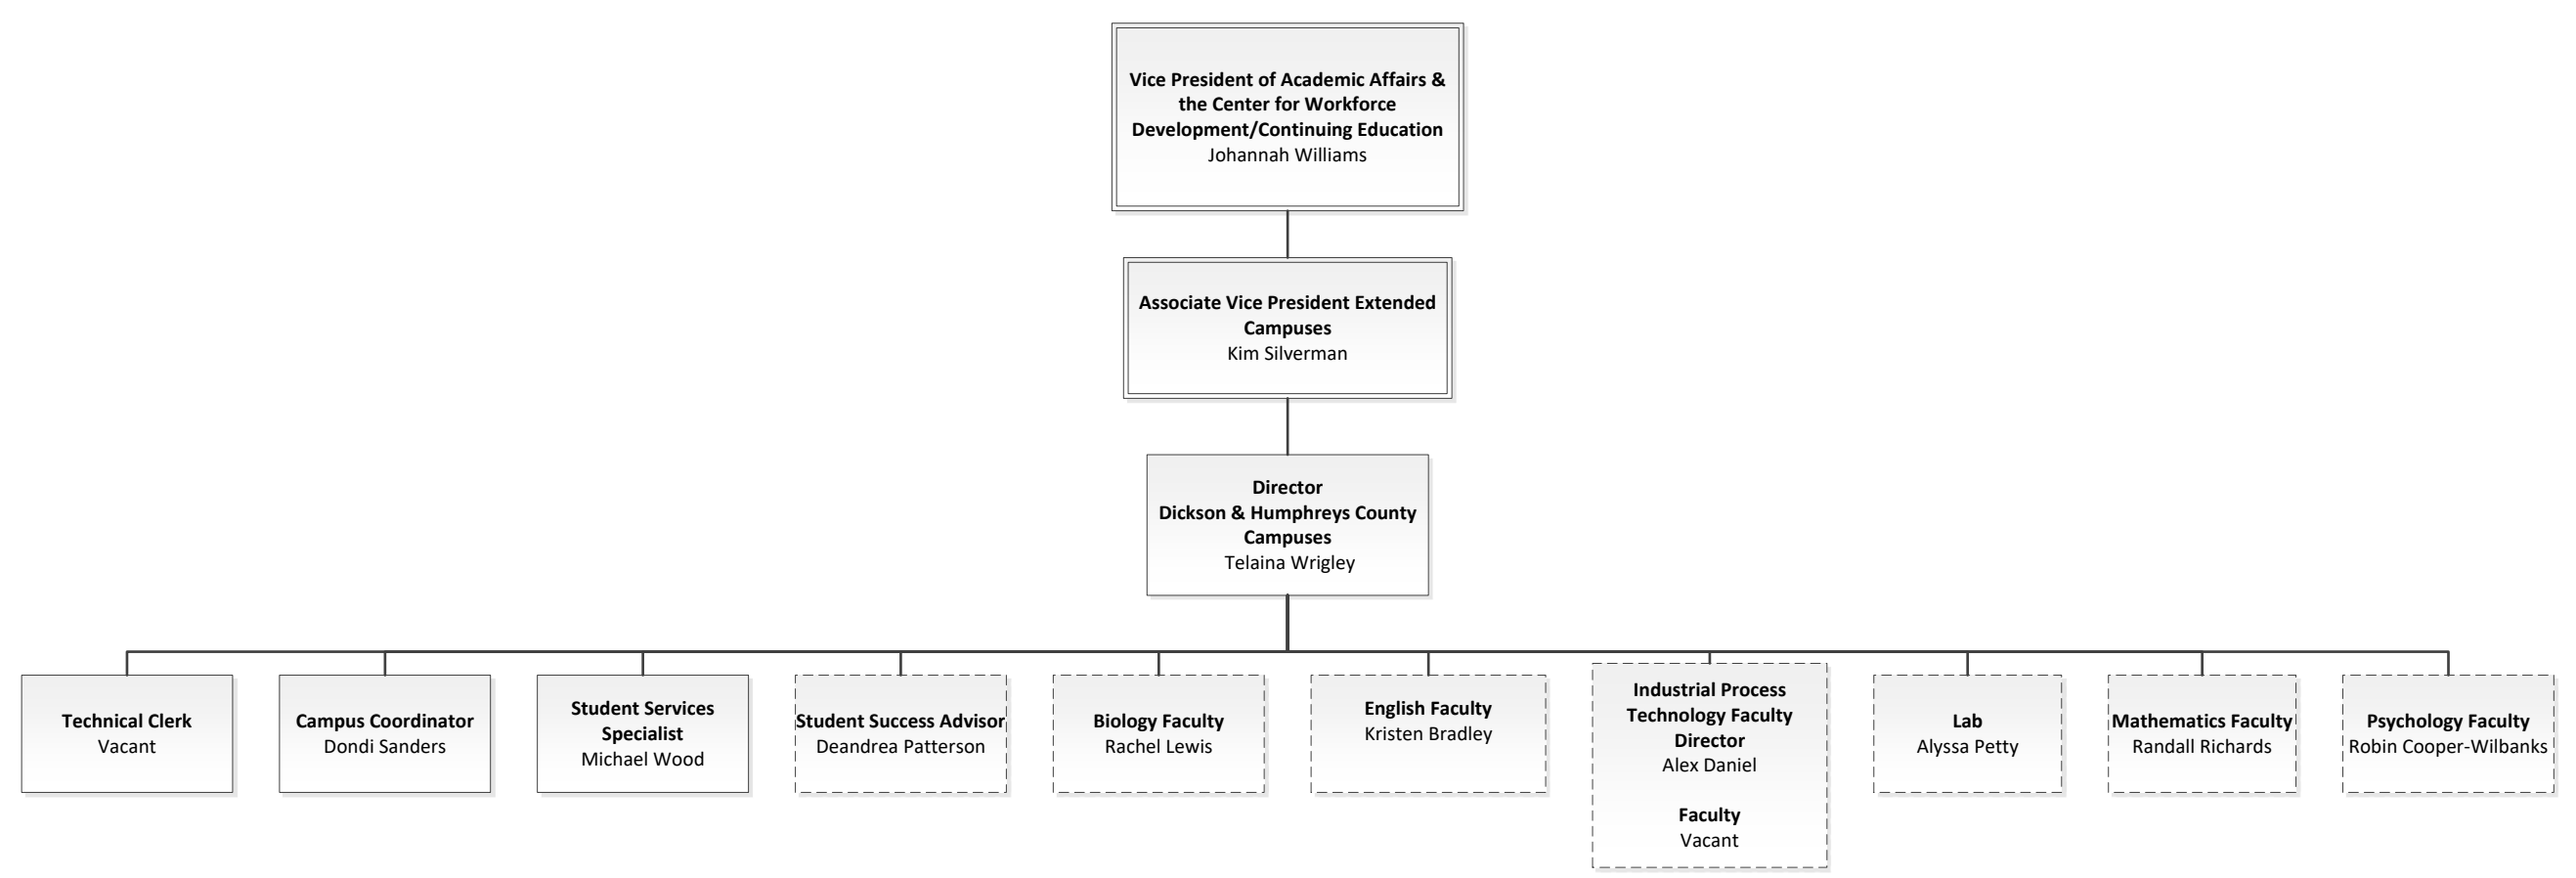 Vice President of Academic Affairs &
the Center for Workforce
Development/Continuing Education
Johannah Williams
Associate Vice President Extended
Campuses
Kim Silverman
Director
Dickson & Humphreys County
Campuses
Telaina Wrigley
Technical Clerk
Vacant
Campus Coordinator
Dondi Sanders
Student Services
Specialist
Michael Wood
Student Success Advisor
Deandrea Patterson
Biology Faculty
Rachel Lewis
English Faculty
Kristen Bradley
Industrial Process
Technology Faculty
Director
Alex Daniel
Faculty
Vacant
Lab
Alyssa Petty
Mathematics Faculty
Randall Richards
Psychology Faculty
Robin Cooper-Wilbanks